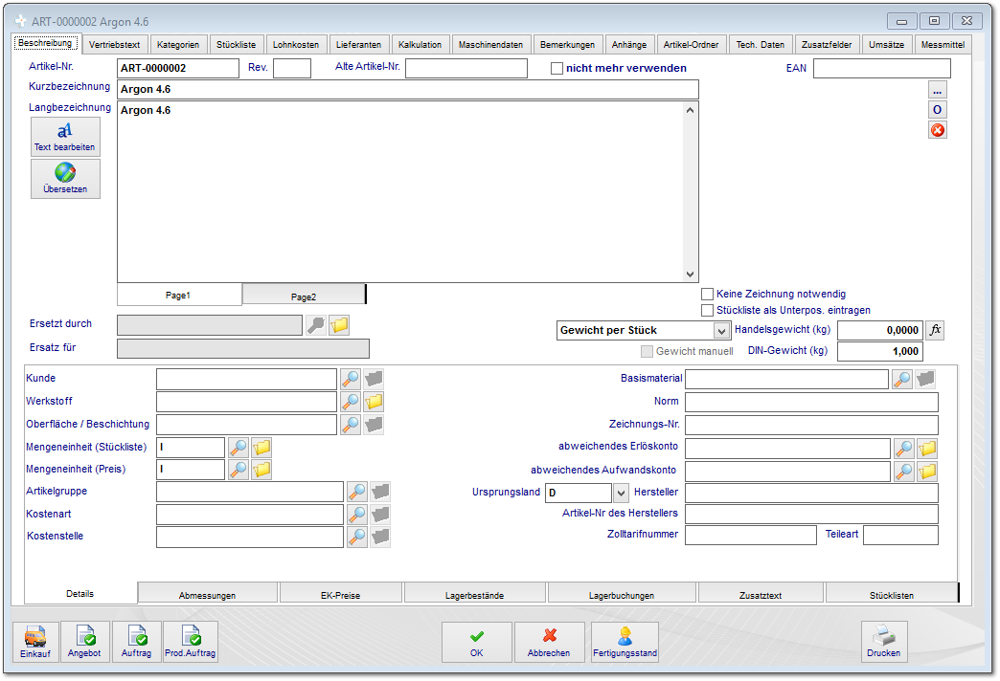 ART-0000002 Argon 4.6
Beschreibung Vertriebstext Kategorien Stückliste Lohnkosten Lieferanten Kalkulation Maschinendaten Bemerkungen Anhänge Artikel-Ordner Tech. Daten Zusatzfelder Umsätze Messmittel
Artikel-Nr. ART-0000002 Rev. Alte Artikel-Nr. nicht mehr verwenden EAN
Kurzbezeichnung Argon 4.6 ...
Langbezeichnung Argon 4.6 O
Text bearbeiten
Übersetzen
Page1 Page2
Keine Zeichnung notwendig
Stückliste als Unterpos. eintragen
Ersetzt durch Gewicht per Stück Handelsgewicht (kg) 0,0000 fx
Ersatz für Gewicht manuell DIN-Gewicht (kg) 1,000
Kunde Basismaterial
Werkstoff Norm
Oberfläche / Beschichtung Zeichnungs-Nr.
Mengeneinheit (Stückliste) l abweichendes Erlöskonto
Mengeneinheit (Preis) l abweichendes Aufwandskonto
Artikelgruppe Ursprungsland D Hersteller
Kostenart Artikel-Nr des Herstellers
Kostenstelle Zolltarifnummer Teileart
Details Abmessungen EK-Preise Lagerbestände Lagerbuchungen Zusatztext Stücklisten
Einkauf Angebot Auftrag Prod.Auftrag OK Abbrechen Fertigungsstand Drucken